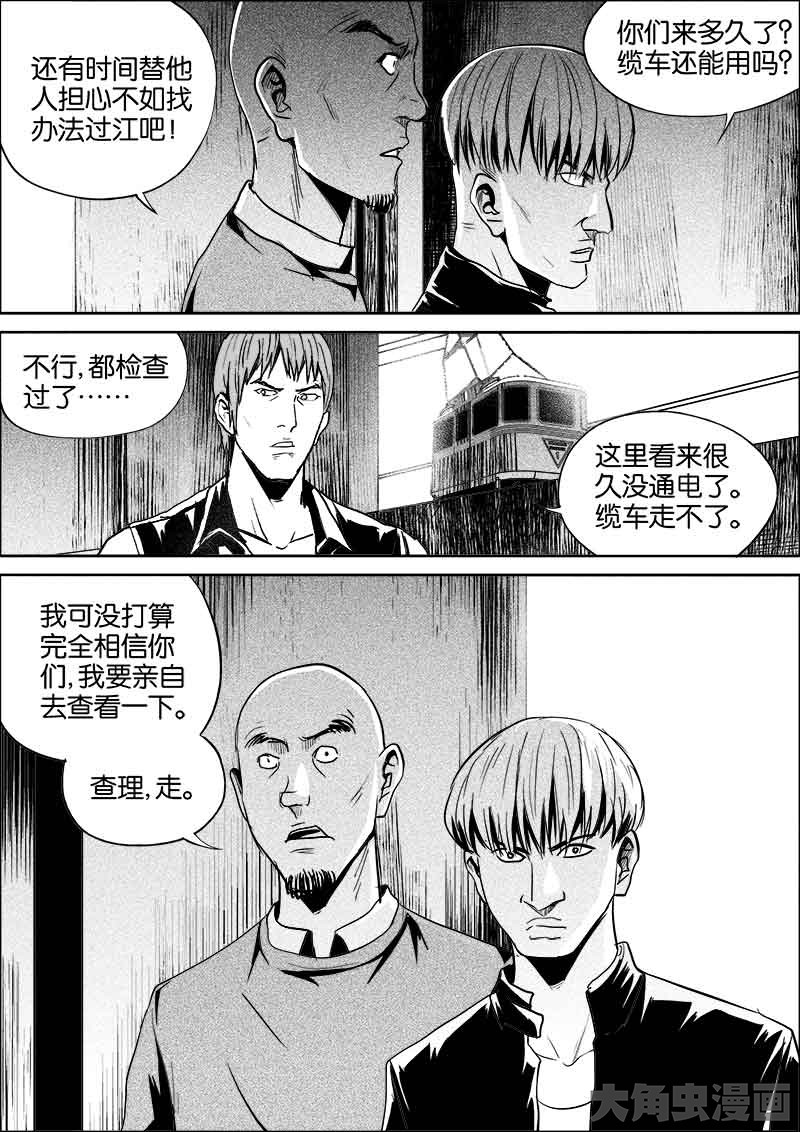 还有时间替他
人担心不如找
办法过江吧！
你们来多久了？
缆车还能用吗？
不行，都检查
过了……
这里看来很
久没通电了。
缆车走不了。
我可没打算
完全相信你
们，我要亲自
去查看一下。
查理，走。
大角虫漫画